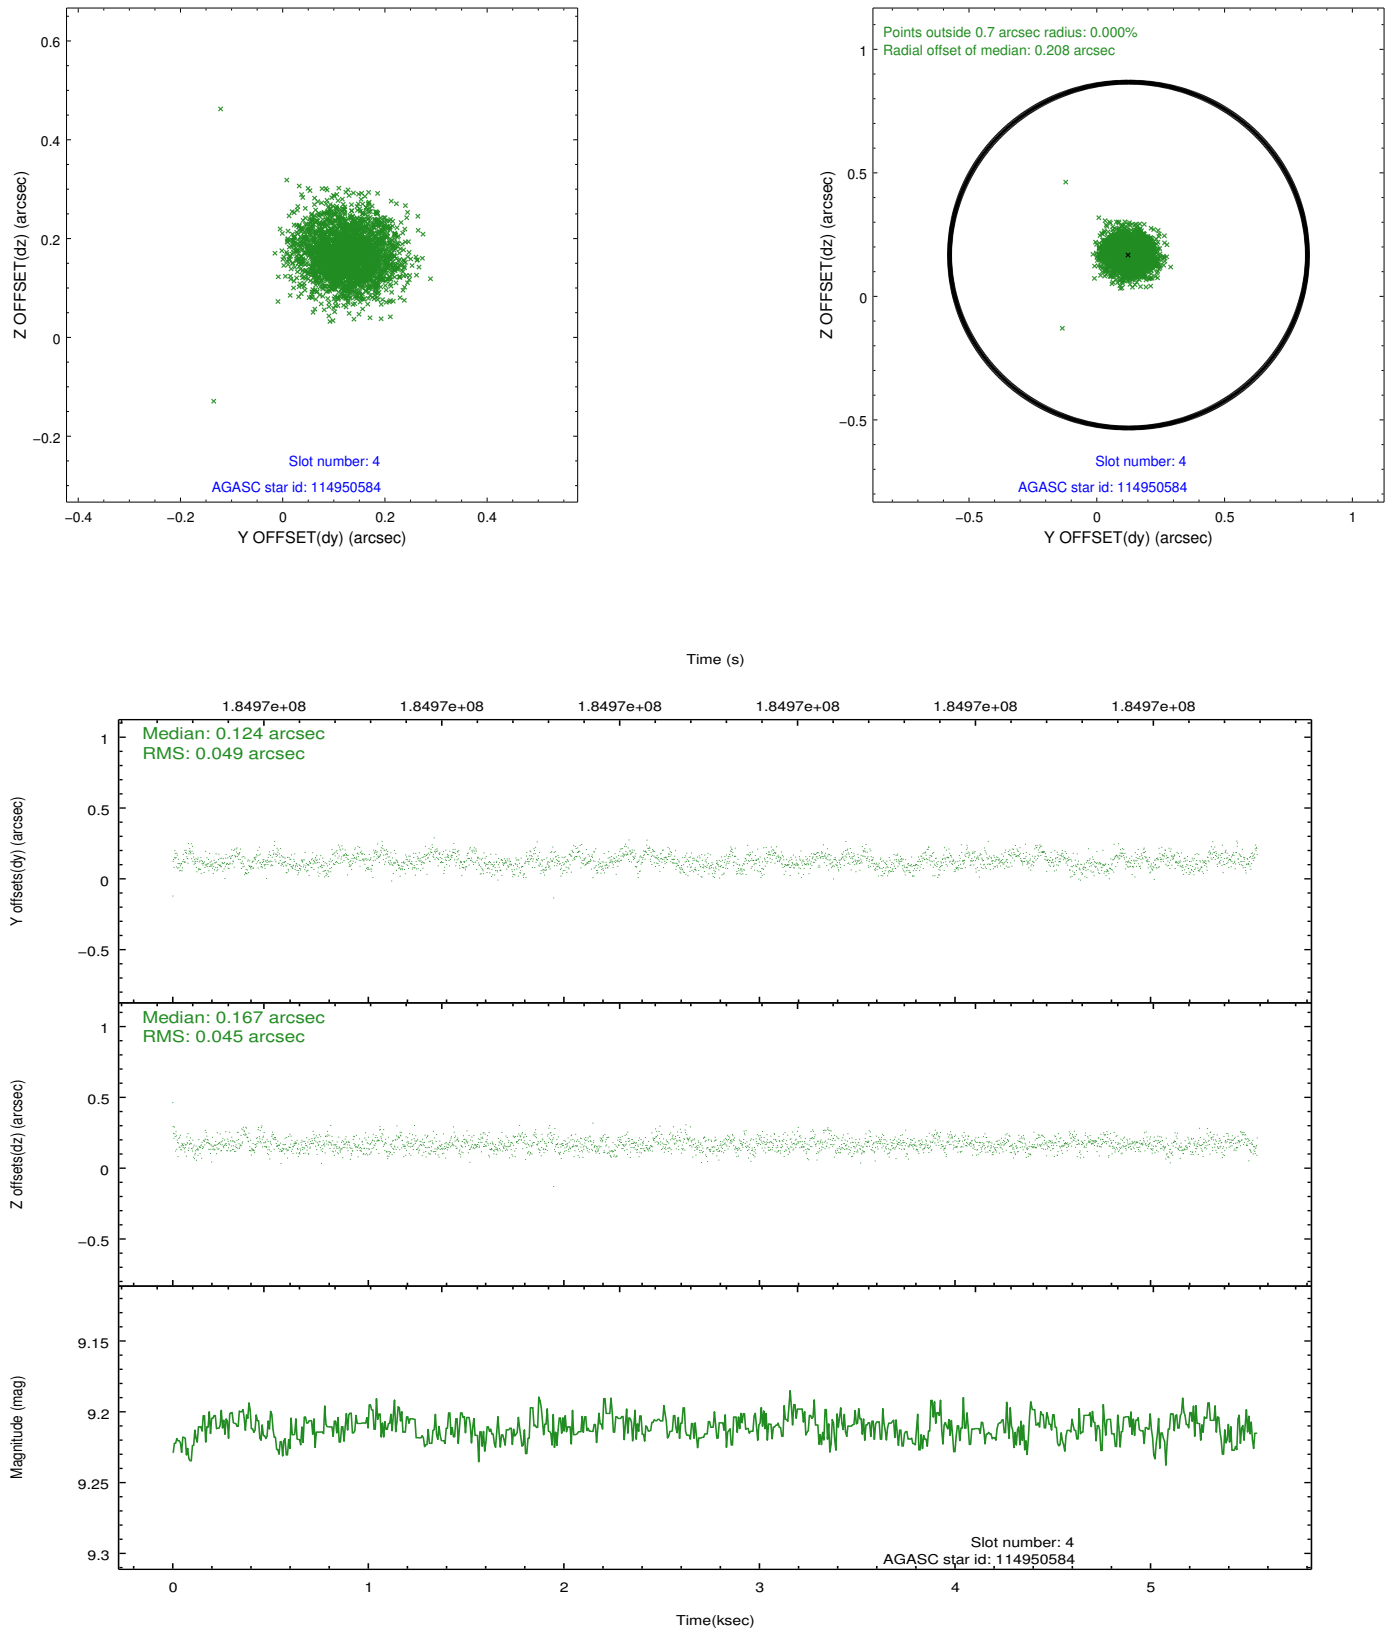 0.6
0.4
0.2
0
−0.2
Z OFFSET(dz) (arcsec)
Slot number: 4
AGASC star id: 114950584
−0.4 −0.2 0 0.2 0.4
Y OFFSET(dy) (arcsec)
Points outside 0.7 arcsec radius: 0.000%
Radial offset of median: 0.208 arcsec
1
0.5
0
−0.5
Z OFFSET(dz) (arcsec)
Slot number: 4
AGASC star id: 114950584
−0.5 0 0.5 1
Y OFFSET(dy) (arcsec)
Time (s)
1.8497e+08 1.8497e+08 1.8497e+08 1.8497e+08 1.8497e+08 1.8497e+08
Median: 0.124 arcsec
RMS: 0.049 arcsec
1
0.5
0
−0.5
Y offsets(dy) (arcsec)
Median: 0.167 arcsec
RMS: 0.045 arcsec
1
0.5
0
−0.5
Z offsets(dz) (arcsec)
9.15
9.2
9.25
9.3
Magnitude (mag)
Slot number: 4
AGASC star id: 114950584
0 1 2 3 4 5
Time(ksec)